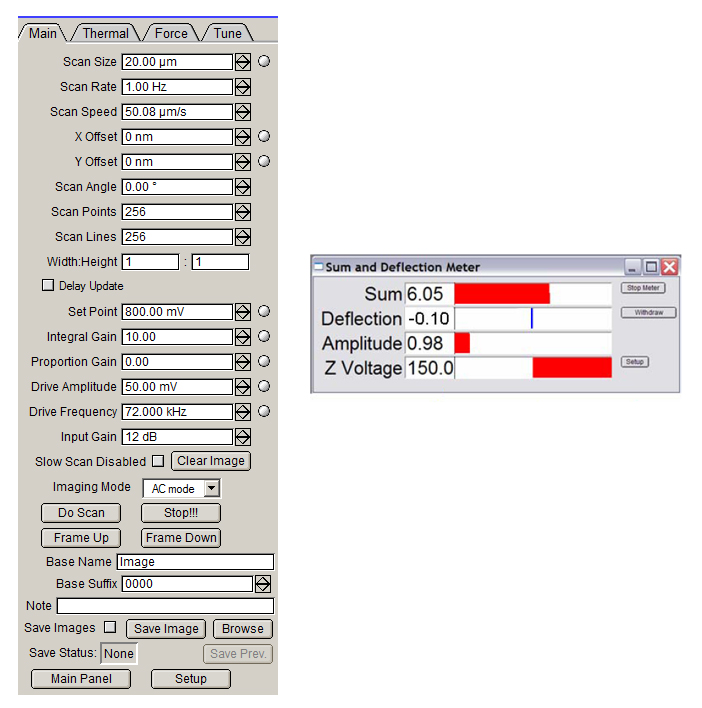 Main Thermal Force Tune
Scan Size 20.00 µm
Scan Rate 1.00 Hz
Scan Speed 50.08 µm/s
X Offset 0 nm
Y Offset 0 nm
Scan Angle 0.00 °
Scan Points 256
Scan Lines 256
Width:Height 1 : 1
Delay Update
Set Point 800.00 mV
Integral Gain 10.00
Proportion Gain 0.00
Drive Amplitude 50.00 mV
Drive Frequency 72.000 kHz
Input Gain 12 dB
Slow Scan Disabled Clear Image
Imaging Mode AC mode
Do Scan Stop!!!
Frame Up Frame Down
Base Name Image
Base Suffix 0000
Note
Save Images Save Image Browse
Save Status: None Save Prev.
Main Panel Setup
Sum and Deflection Meter
Sum 6.05 Stop Meter
Deflection -0.10 Withdraw
Amplitude 0.98
Z Voltage 150.0 Setup